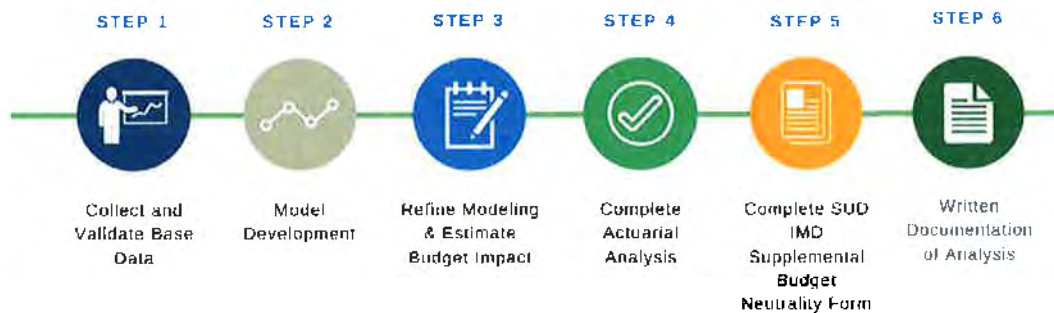 STEP 1
Collect and
Validate Base
Data
STEP 2
Model
Development
STEP 3
Refine Modeling
& Estimate
Budget Impact
STEP 4
Complete
Actuarial
Analysis
STEP 5
Complete SUD
IMD
Supplemental
Budget
Neutrality Form
STEP 6
Written
Documentation
of Analysis